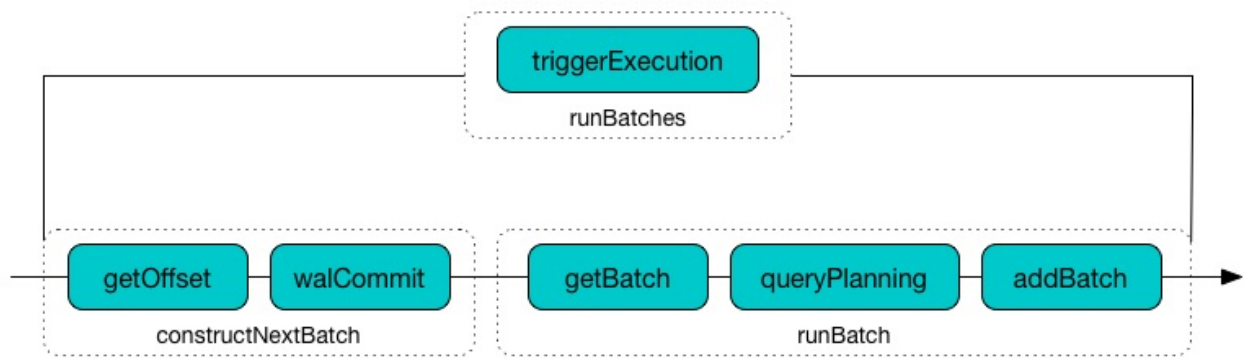 triggerExecution
runBatches
getOffset
walCommit
getBatch
queryPlanning
addBatch
constructNextBatch
runBatch